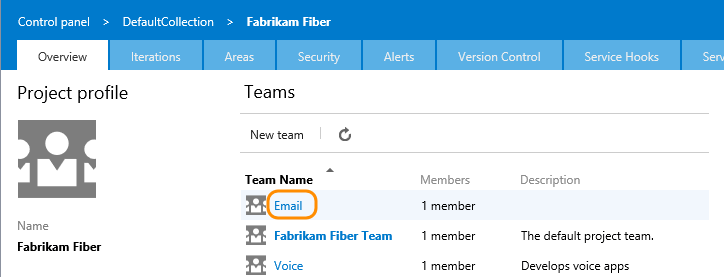 Control panel > DefaultCollection > Fabrikam Fiber
Overview Iterations Areas Security Alerts Version Control Service Hooks Serv
Project profile
Teams
New team
Team Name Members Description
Email 1 member
Fabrikam Fiber Team 1 member The default project team.
Voice 1 member Develops voice apps
Name
Fabrikam Fiber